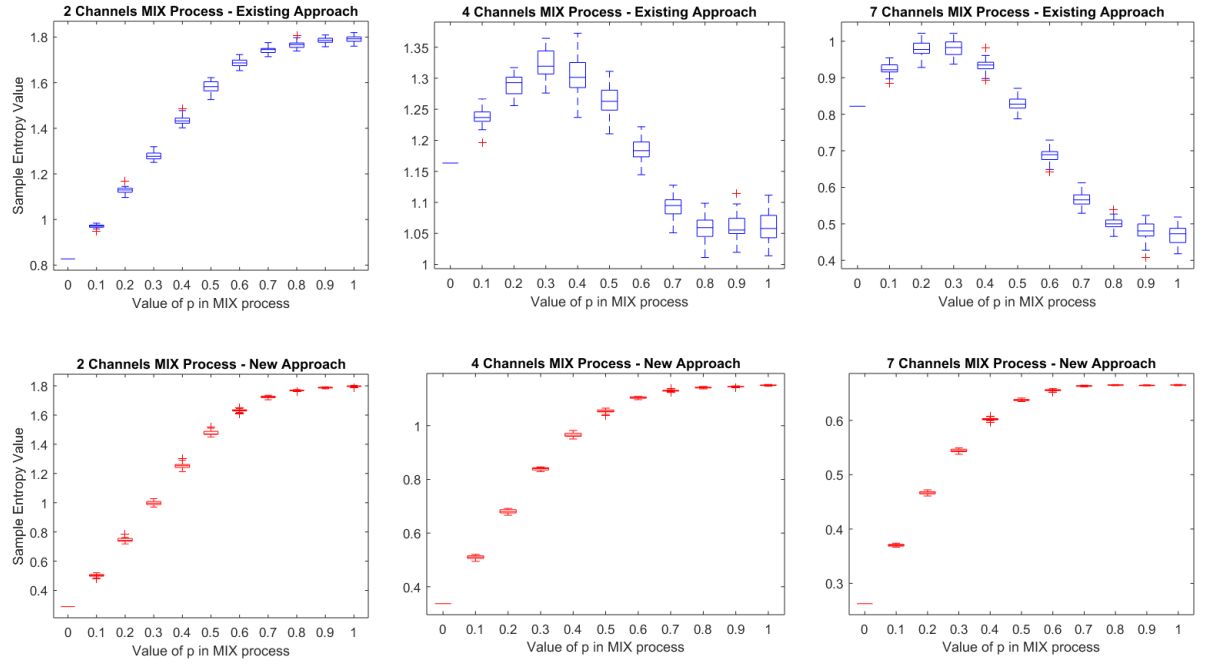 2 Channels MIX Process - Existing Approach
Sample Entropy Value
1.8
1.6
1.4
1.2
1
0.8
0 0.1 0.2 0.3 0.4 0.5 0.6 0.7 0.8 0.9 1
Value of p in MIX process
4 Channels MIX Process - Existing Approach
1.35
1.3
1.25
1.2
1.15
1.1
1.05
1
0 0.1 0.2 0.3 0.4 0.5 0.6 0.7 0.8 0.9 1
Value of p in MIX process
7 Channels MIX Process - Existing Approach
1
0.9
0.8
0.7
0.6
0.5
0.4
0 0.1 0.2 0.3 0.4 0.5 0.6 0.7 0.8 0.9 1
Value of p in MIX process
2 Channels MIX Process - New Approach
Sample Entropy Value
1.8
1.6
1.4
1.2
1
0.8
0.6
0.4
0 0.1 0.2 0.3 0.4 0.5 0.6 0.7 0.8 0.9 1
Value of p in MIX process
4 Channels MIX Process - New Approach
1
0.8
0.6
0.4
0 0.1 0.2 0.3 0.4 0.5 0.6 0.7 0.8 0.9 1
Value of p in MIX process
7 Channels MIX Process - New Approach
0.6
0.5
0.4
0.3
0 0.1 0.2 0.3 0.4 0.5 0.6 0.7 0.8 0.9 1
Value of p in MIX process